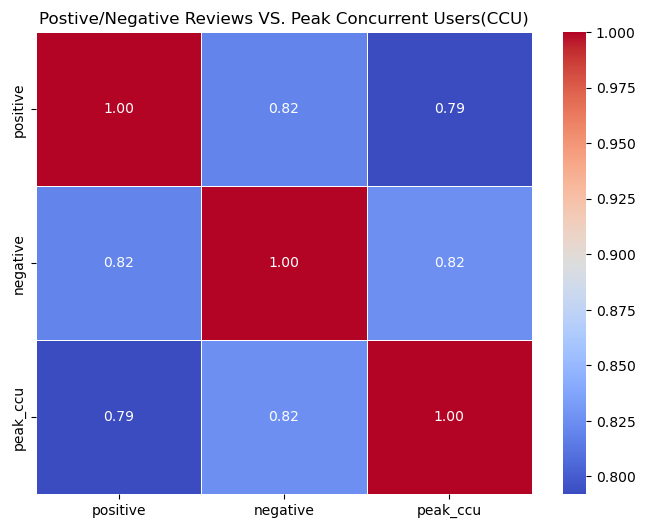 Postive/Negative Reviews VS. Peak Concurrent Users(CCU)
positive
1.00
0.82
0.79
negative
0.82
1.00
0.82
peak_ccu
0.79
0.82
1.00
positive
negative
peak_ccu
1.000
0.975
0.950
0.925
0.900
0.875
0.850
0.825
0.800